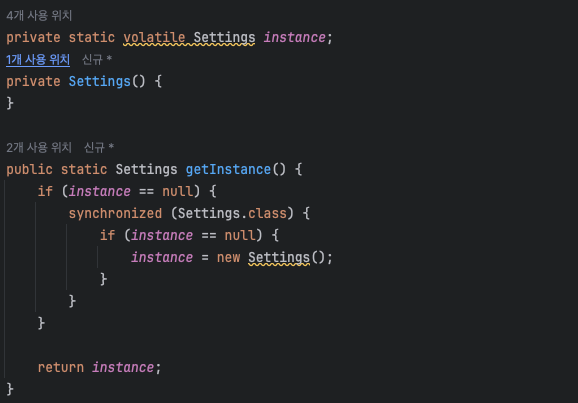 4개 사용 위치
private static volatile Settings instance;
1개 사용 위치 신규 *
private Settings() {
}
2개 사용 위치 신규 *
public static Settings getInstance() {
if (instance == null) {
synchronized (Settings.class) {
if (instance == null) {
instance = new Settings();
}
}
}
return instance;
}